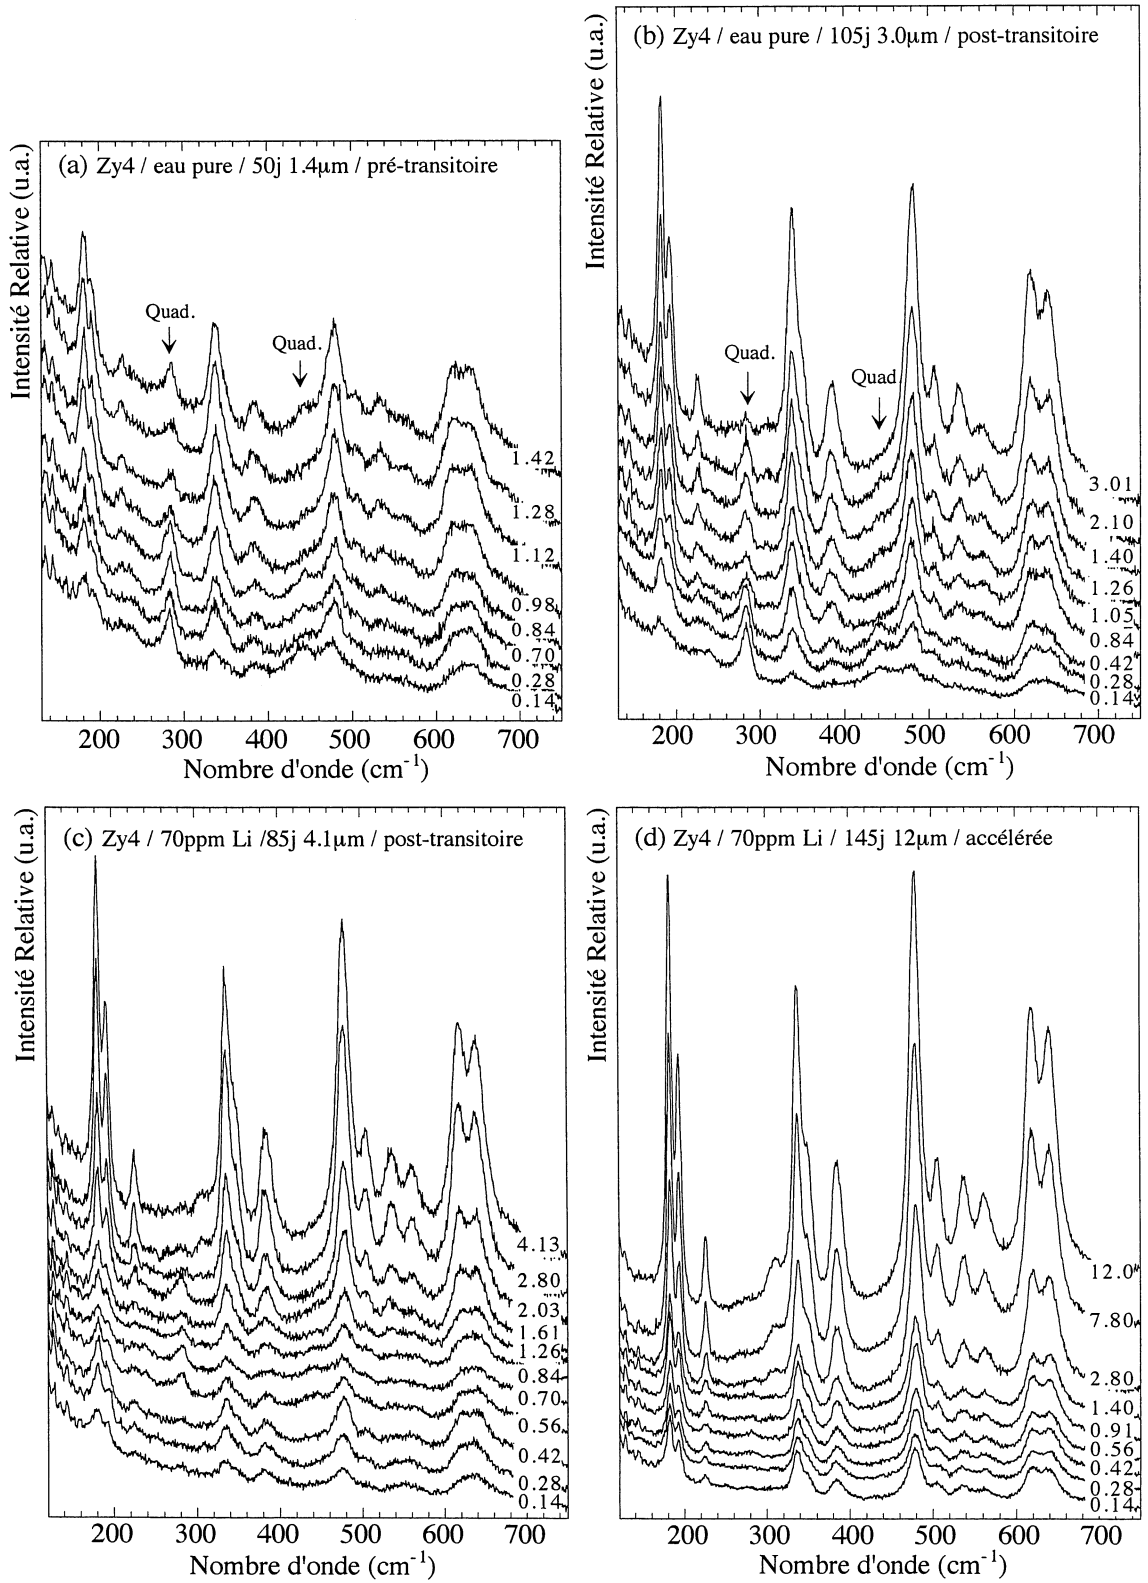 Intensité Relative (u.a.)
(a) Zy4 / eau pure / 50j 1.4µm / pré-transitoire
Quad.
Quad.
1.42
1.28
1.12
0.98
0.84
0.70
0.28
0.14
200 300 400 500 600 700
Nombre d'onde (cm-1)
Intensité Relative (u.a.)
(b) Zy4 / eau pure / 105j 3.0µm / post-transitoire
Quad.
Quad
3.01
2.10
1.40
1.26
1.05
0.84
0.42
0.28
0.14
200 300 400 500 600 700
Nombre d'onde (cm-1)
Intensité Relative (u.a.)
(c) Zy4 / 70ppm Li /85j 4.1µm / post-transitoire
4.13
2.80
2.03
1.61
1.26
0.84
0.70
0.56
0.42
0.28
0.14
200 300 400 500 600 700
Nombre d'onde (cm-1)
Intensité Relative (u.a.)
(d) Zy4 / 70ppm Li / 145j 12µm / accélérée
12.0
7.80
2.80
1.40
0.91
0.56
0.42
0.28
0.14
200 300 400 500 600 700
Nombre d'onde (cm-1)